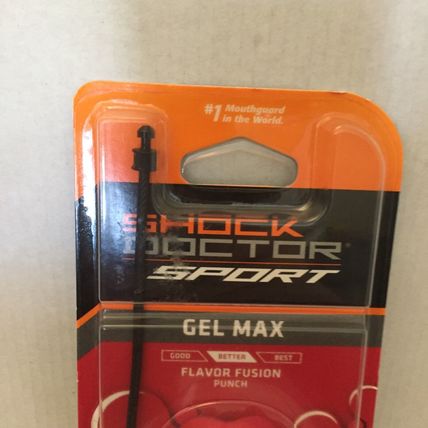 #1 Mouthguard
in the World.
SHOCK
DOCTOR®
SPORT
GEL MAX
GOOD BETTER BEST
FLAVOR FUSION
PUNCH